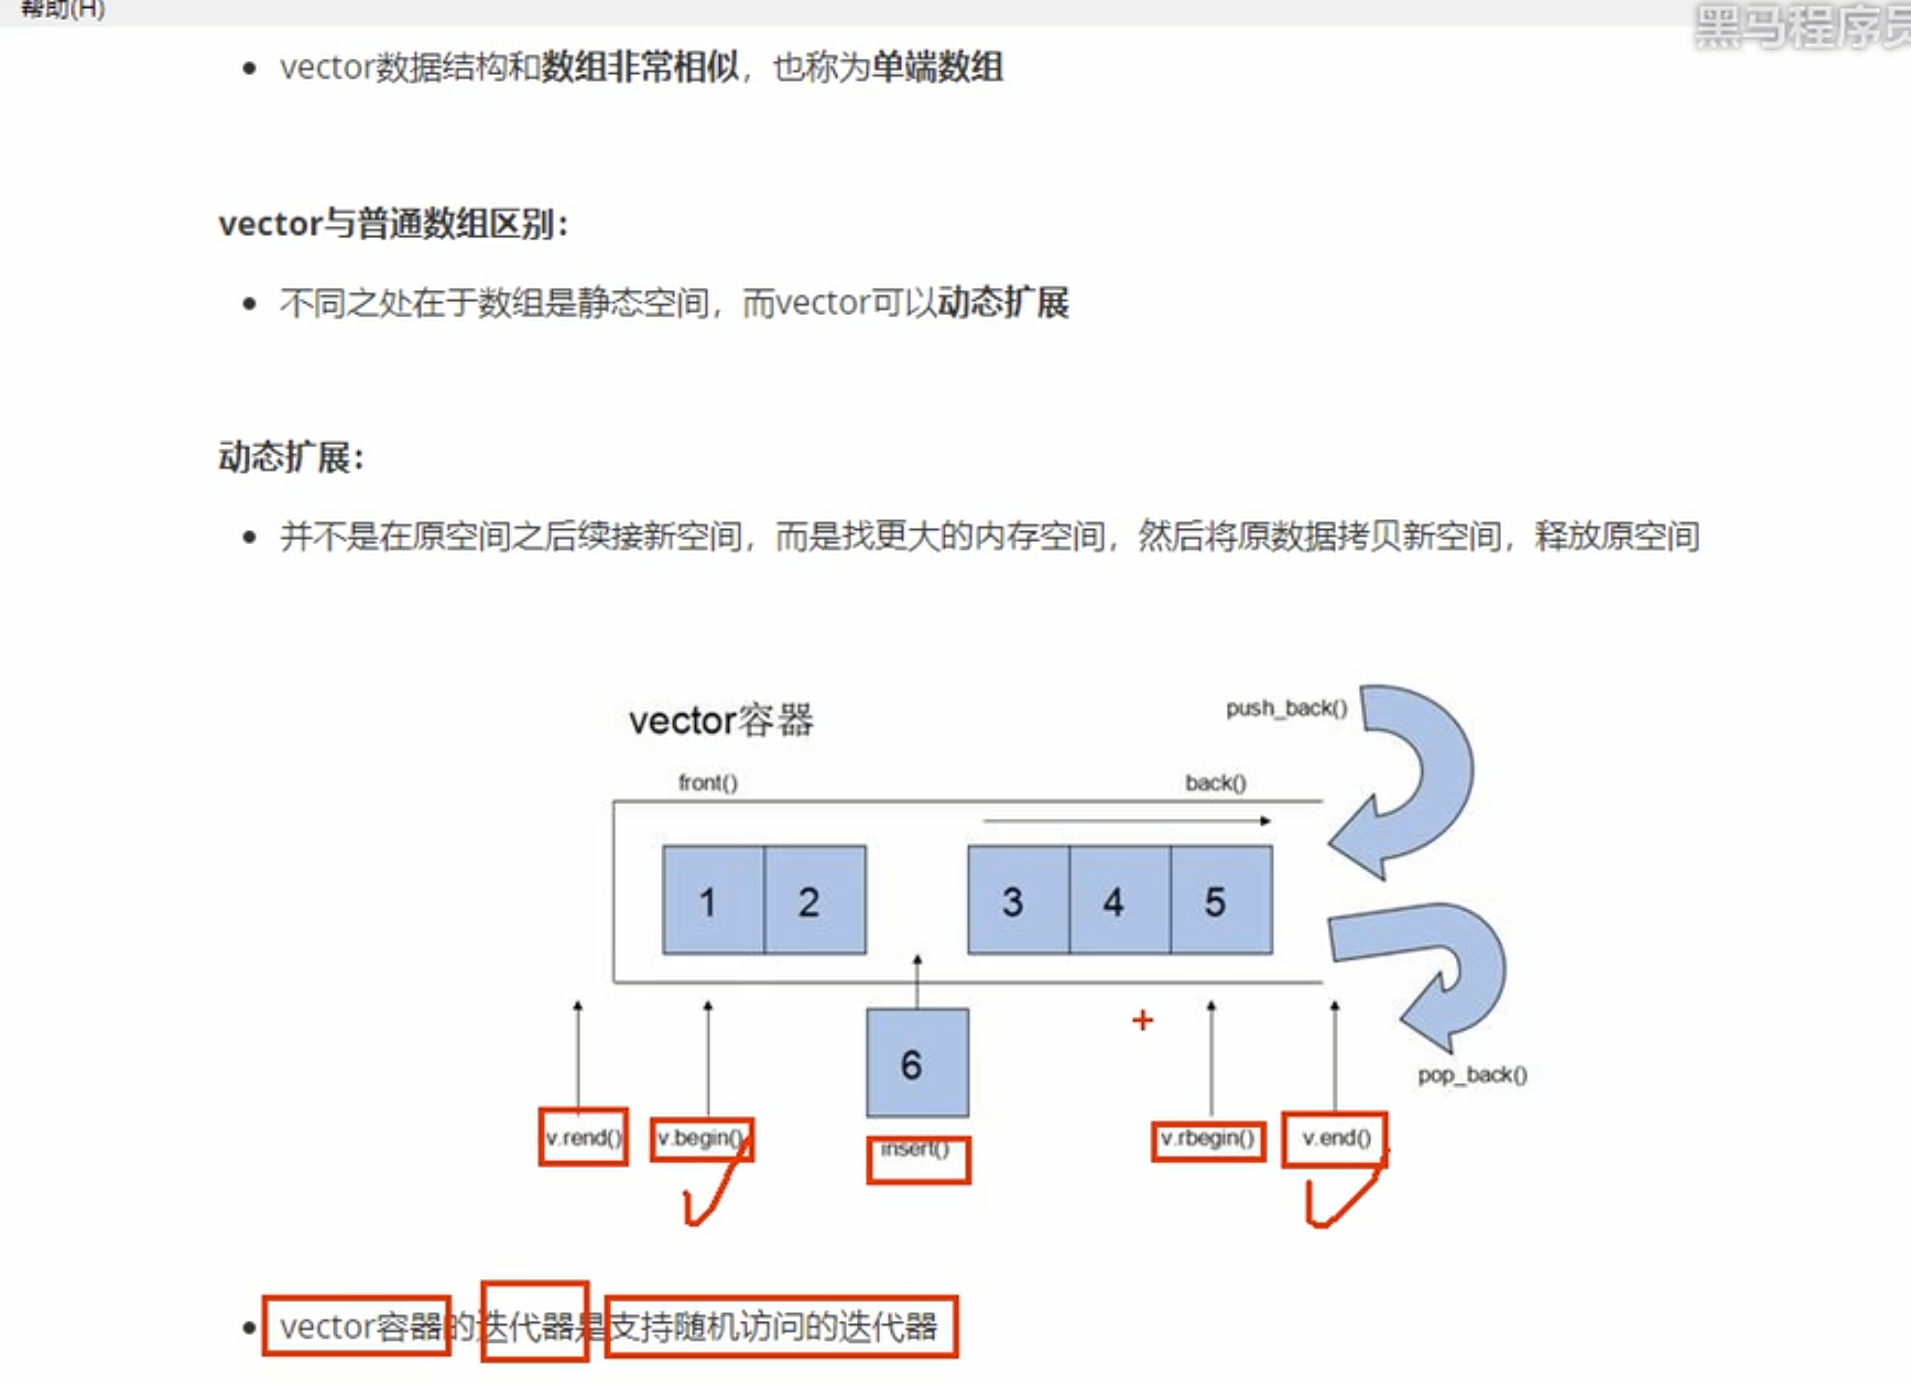 帮助(H)
黑马程序员
vector数据结构和数组非常相似，也称为单端数组
vector与普通数组区别：
不同之处在于数组是静态空间，而vector可以动态扩展
动态扩展：
并不是在原空间之后续接新空间，而是找更大的内存空间，然后将原数据拷贝新空间，释放原空间
vector容器
push_back()
front()
back()
1 2 3 4 5
6
pop_back()
v.rend() v.begin() insert() v.rbegin() v.end()
vector容器的迭代器是支持随机访问的迭代器